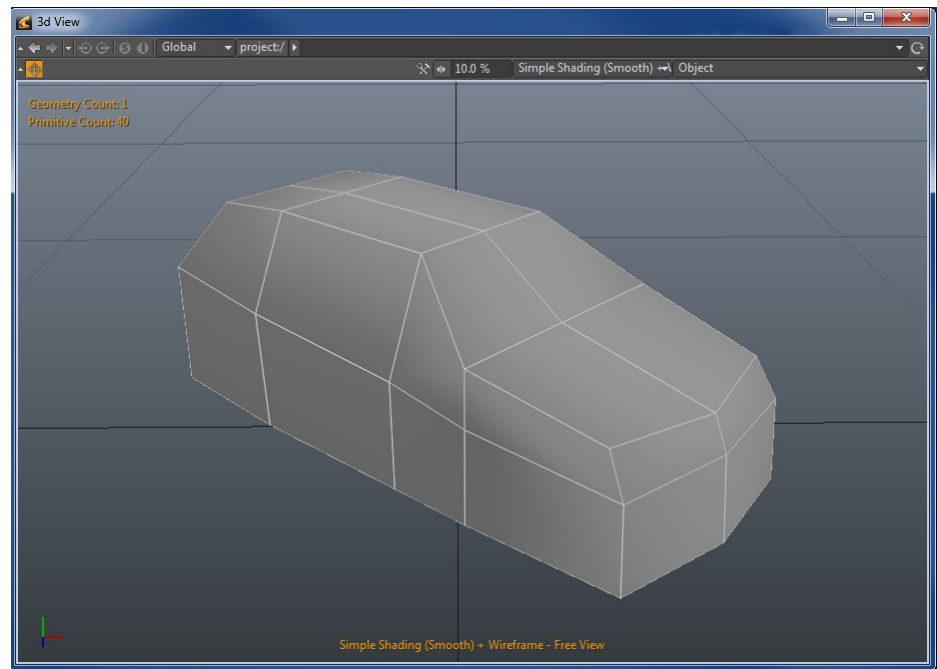 3d View
Global project:/
10.0 % Simple Shading (Smooth) Object
Geometry Count: 1
Primitive Count: 40
Simple Shading (Smooth) + Wireframe - Free View